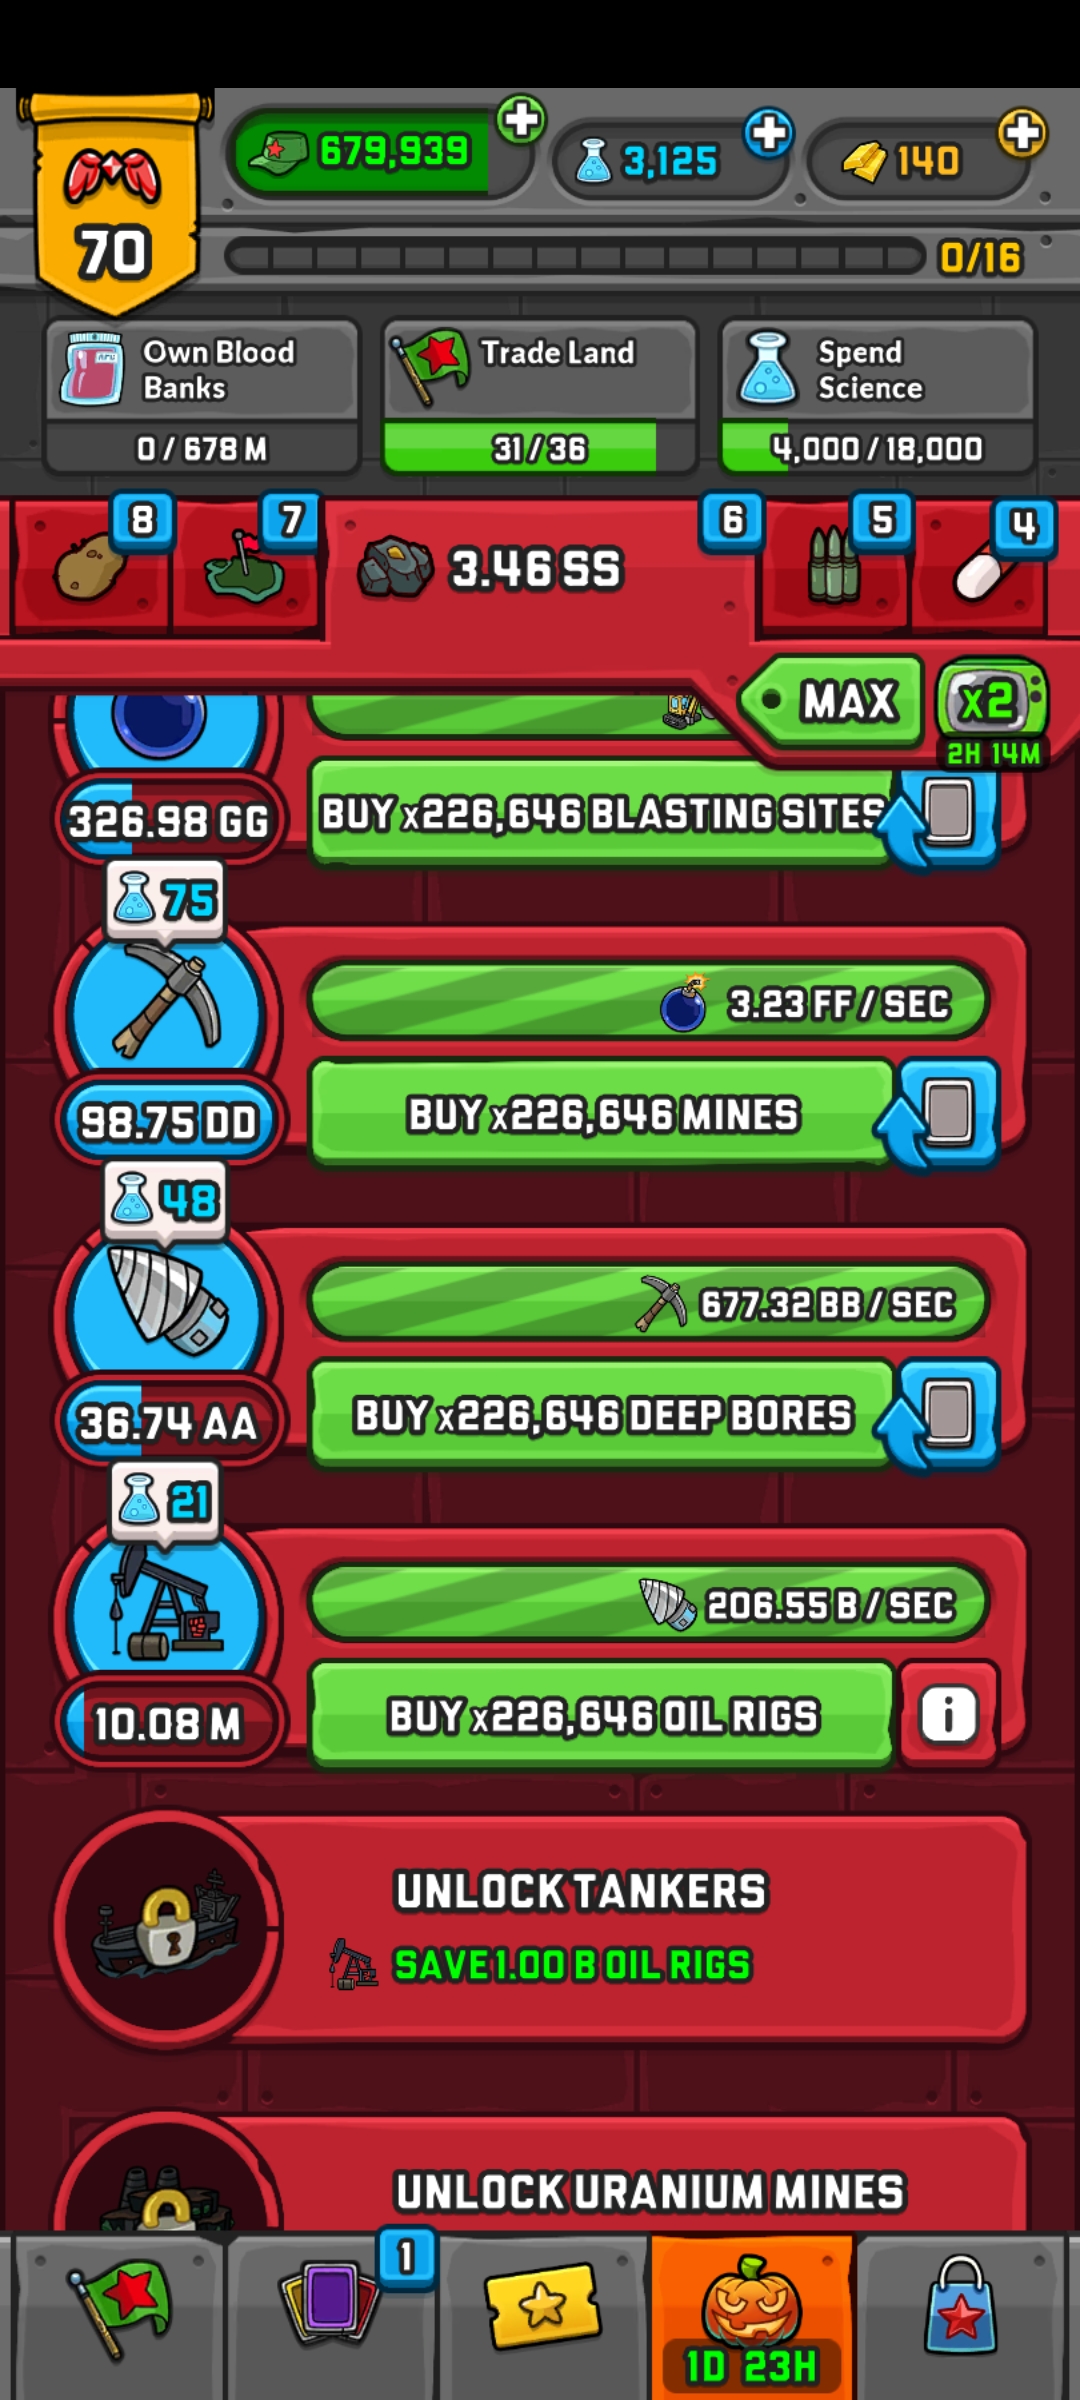 679,939
3,125
140
70
0/16
Own Blood Banks
0 / 678 M
Trade Land
31 / 36
Spend Science
4,000 / 18,000
8
7
3.46 SS
6
5
4
MAX
x2
2H 14M
326.98 GG
BUY x226,646 BLASTING SITES
75
3.23 FF / SEC
98.75 DD
BUY x226,646 MINES
48
677.32 BB / SEC
36.74 AA
BUY x226,646 DEEP BORES
21
206.55 B / SEC
10.08 M
BUY x226,646 OIL RIGS
i
UNLOCK TANKERS
SAVE 1.00 B OIL RIGS
UNLOCK URANIUM MINES
1
1D 23H